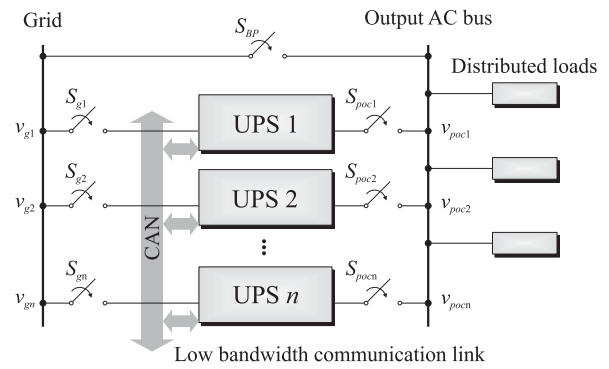 Grid
Output AC bus
S_BP
Distributed loads
S_g1
UPS 1
S_poc1
v_g1
v_poc1
S_g2
UPS 2
S_poc2
v_g2
v_poc2
CAN
S_gn
UPS n
S_pocn
v_gn
v_pocn
Low bandwidth communication link